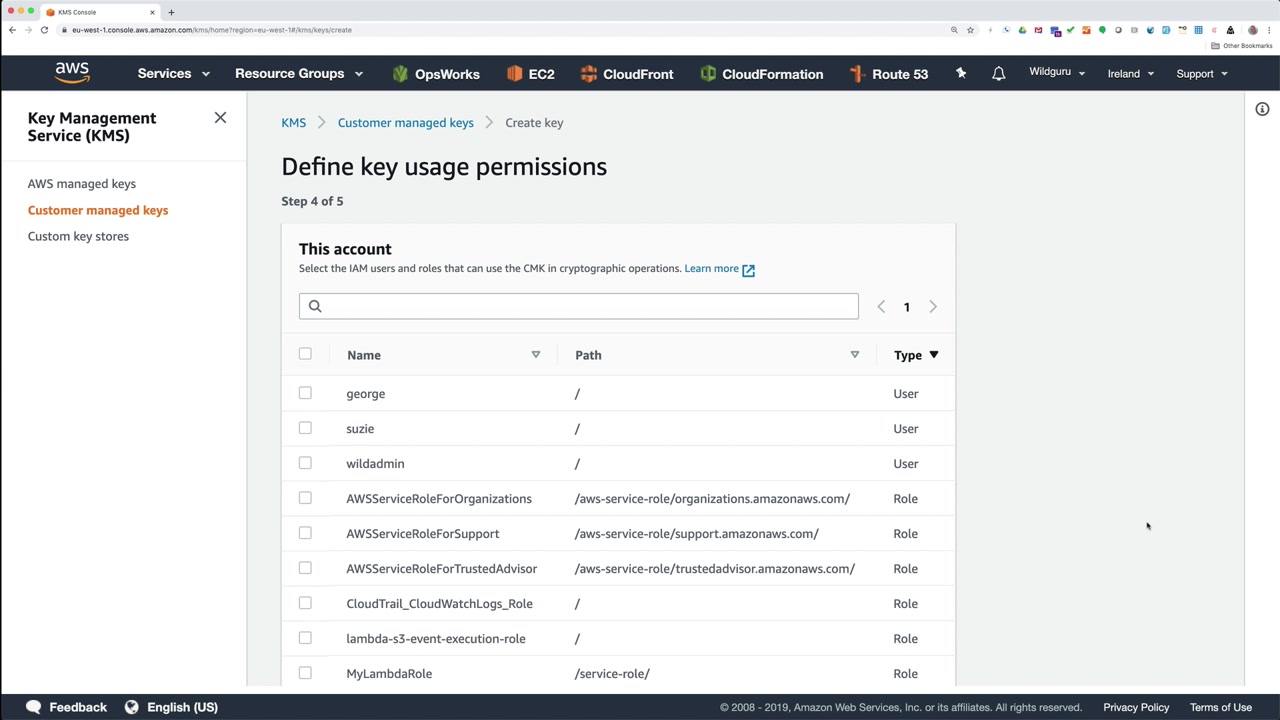 KMS Console
eu-west-1.console.aws.amazon.com/kms/home?region=eu-west-1#/kms/keys/create
Other Bookmarks
aws
Services
Resource Groups
OpsWorks
EC2
CloudFront
CloudFormation
Route 53
Wildguru
Ireland
Support
Key Management
Service (KMS)
AWS managed keys
Customer managed keys
Custom key stores
KMS > Customer managed keys > Create key
Define key usage permissions
Step 4 of 5
This account
Select the IAM users and roles that can use the CMK in cryptographic operations. Learn more
1
Name Path Type
george / User
suzie / User
wildadmin / User
AWSServiceRoleForOrganizations /aws-service-role/organizations.amazonaws.com/ Role
AWSServiceRoleForSupport /aws-service-role/support.amazonaws.com/ Role
AWSServiceRoleForTrustedAdvisor /aws-service-role/trustedadvisor.amazonaws.com/ Role
CloudTrail_CloudWatchLogs_Role / Role
lambda-s3-event-execution-role / Role
MyLambdaRole /service-role/ Role
Feedback English (US) © 2008 - 2019, Amazon Web Services, Inc. or its affiliates. All rights reserved. Privacy Policy Terms of Use